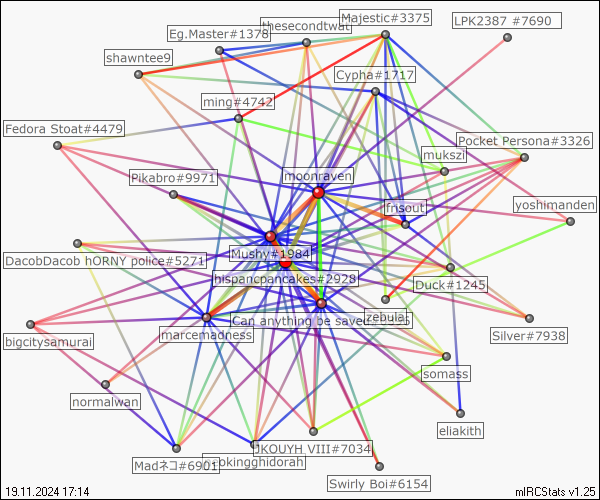 Majestic#3375
LPK2387 #7690
thesecondtwat
Eg.Master#1378
shawntee9
Cypha#1717
ming#4742
Fedora Stoat#4479
Pocket Persona#3326
mukszi
moonraven
Pikabro#9971
frisout
yoshimanden
Mushy#1984
DacobDacob hORNY police#5271
hispancpancakes#2928
Duck#1245
Can anything be saved
zebulas
marcemadness
Silver#7938
bigcitysamurai
somass
normalwan
eliakith
JKOUYH VIII#7034
Madネコ#6901
okingghidorah
Swirly Boi#6154
19.11.2024 17:14
mIRCStats v1.25